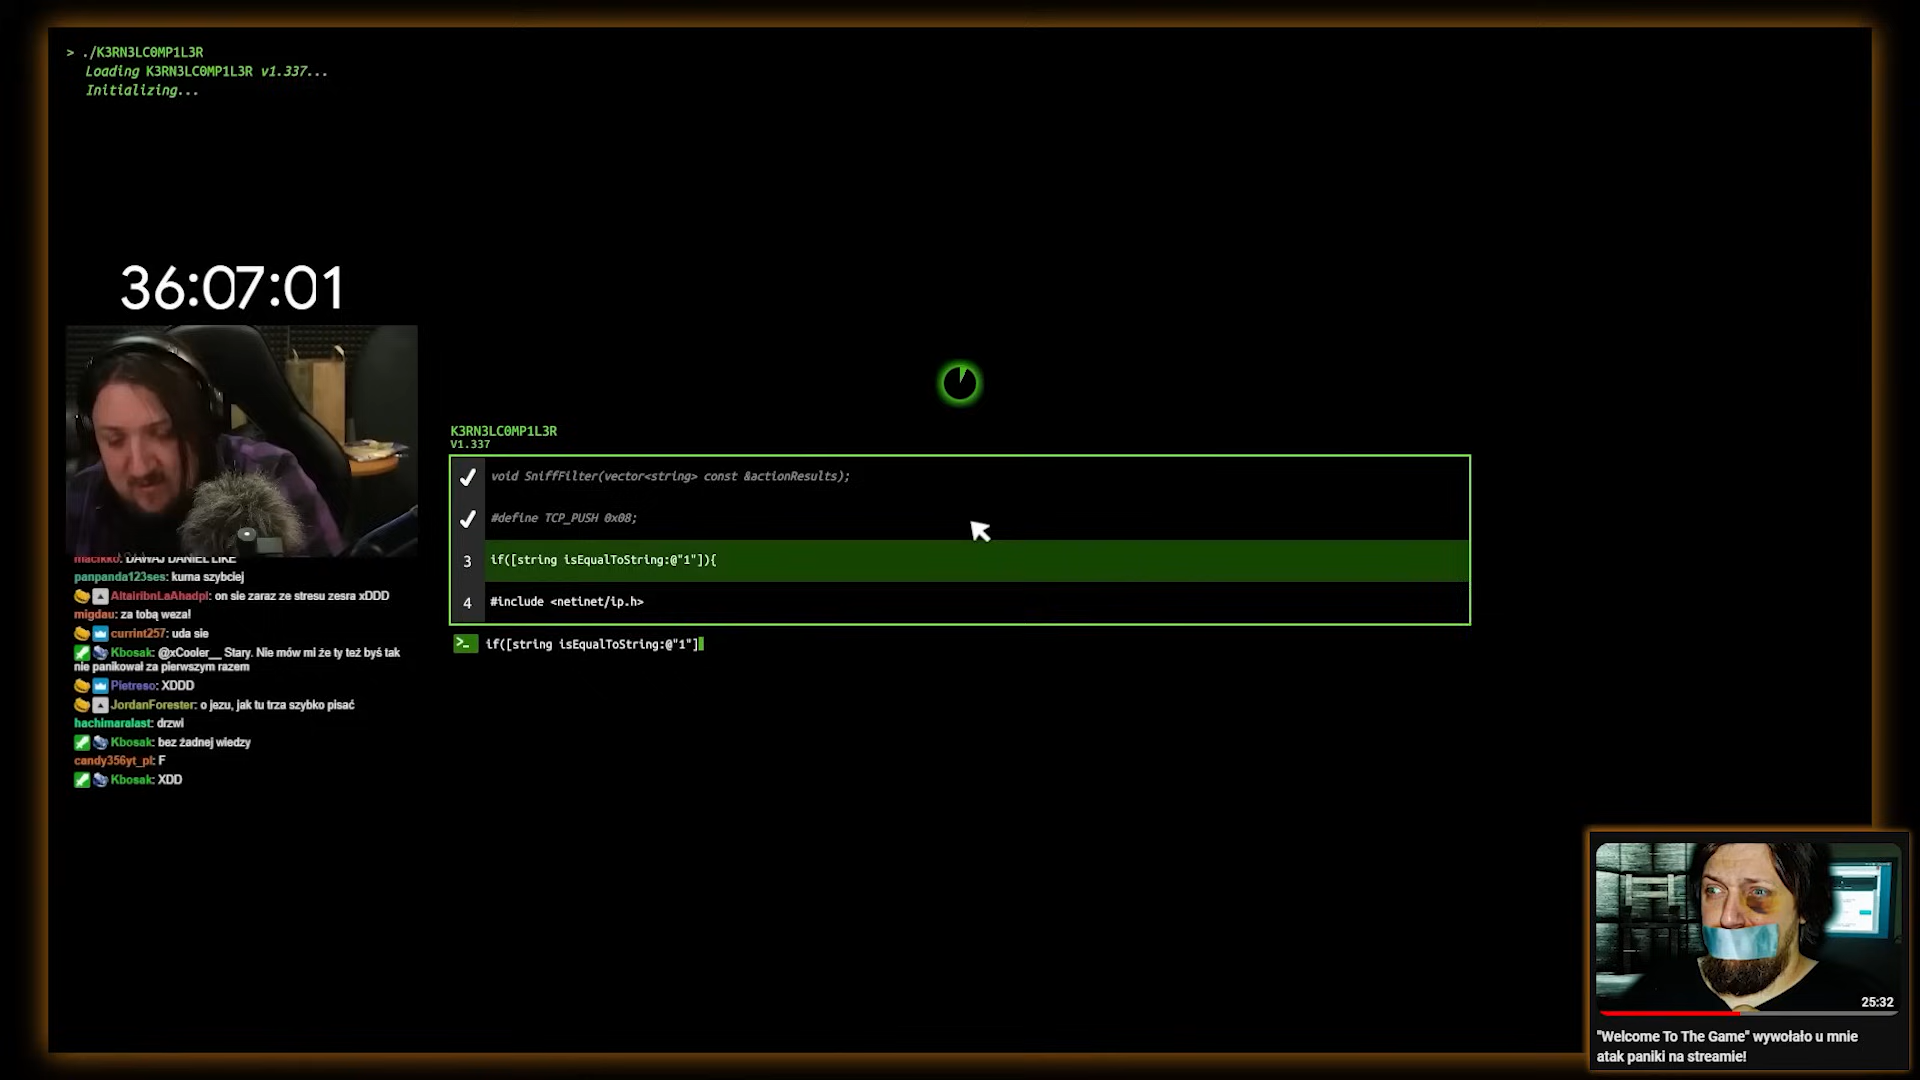 > ./K3RN3LC0MP1L3R
Loading K3RN3LC0MP1L3R v1.337...
Initializing...
36:07:01
K3RN3LC0MP1L3R
V1.337
void SniffFilter(vector<string> const &actionResults);
#define TCP_PUSH 0x08;
3 if([string isEqualToString:@"1"]){
4 #include <netinet/ip.h>
>_ if([string isEqualToString:@"1"]
macikko: DAWAJ DANIEL LIKE
panpanda123ses: kurna szybciej
AltairibnLaAhadpl: on sie zaraz ze stresu zesra xDDD
migdau: za tobą weza!
currint257: uda sie
Kbosak: @xCooler__ Stary. Nie mów mi że ty też byś tak
nie panikował za pierwszym razem
Pietreso: XDDD
JordanForester: o jezu, jak tu trza szybko pisać
hachimaralast: drzwi
Kbosak: bez żadnej wiedzy
candy356yt_pl: F
Kbosak: XDD
25:32
"Welcome To The Game" wywołało u mnie
atak paniki na streamie!